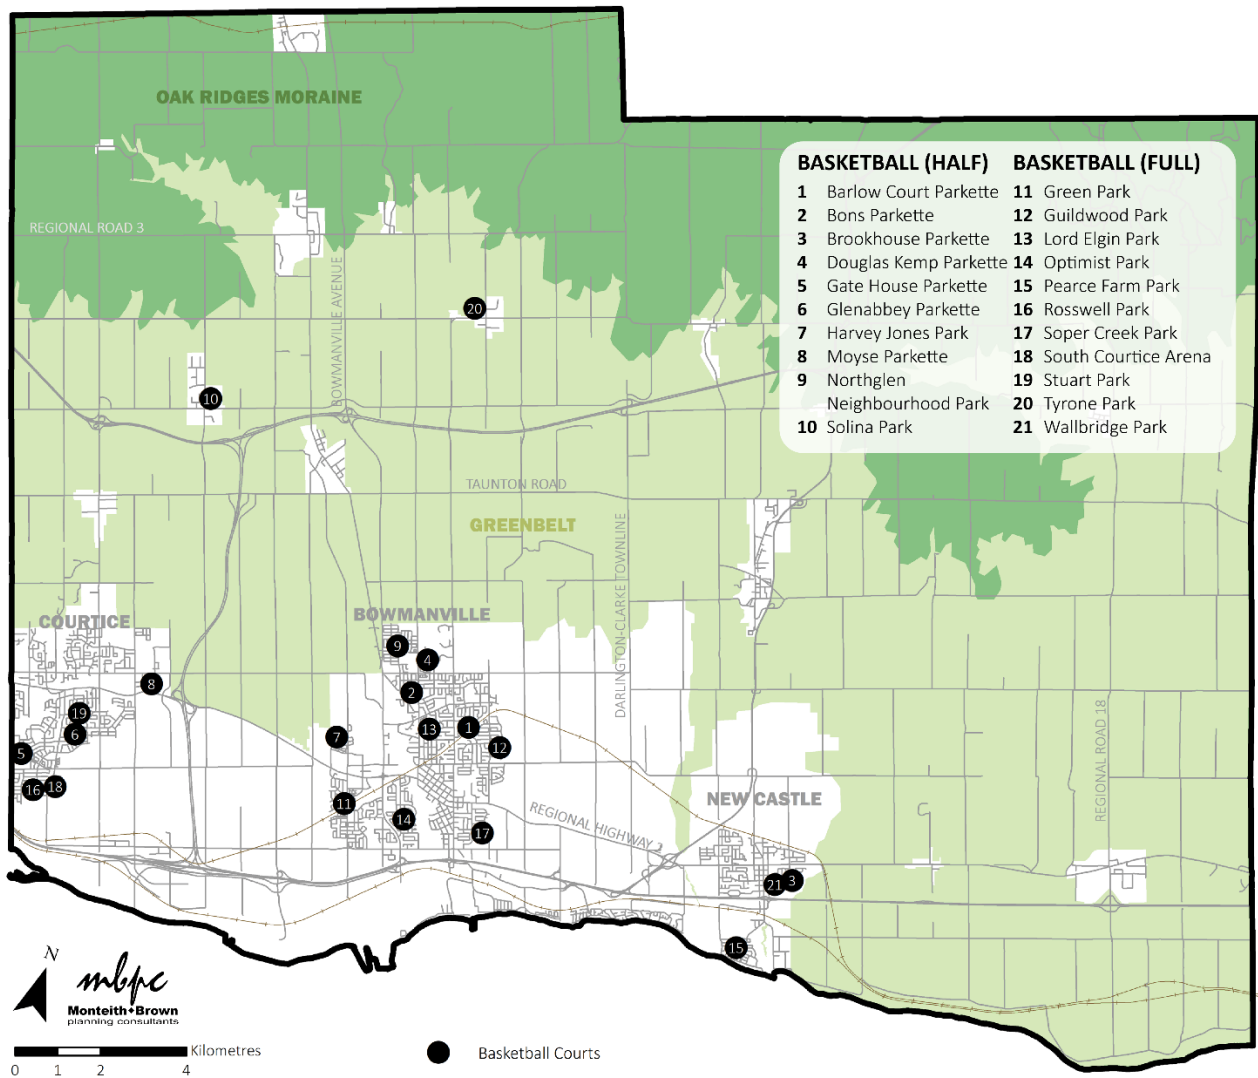 OAK RIDGES MORAINE
BASKETBALL (HALF)
1 Barlow Court Parkette
2 Bons Parkette
3 Brookhouse Parkette
4 Douglas Kemp Parkette
5 Gate House Parkette
6 Glenabbey Parkette
7 Harvey Jones Park
8 Moyse Parkette
9 Northglen
Neighbourhood Park
10 Solina Park
BASKETBALL (FULL)
11 Green Park
12 Guildwood Park
13 Lord Elgin Park
14 Optimist Park
15 Pearce Farm Park
16 Rosswell Park
17 Soper Creek Park
18 South Courtice Arena
19 Stuart Park
20 Tyrone Park
21 Wallbridge Park
REGIONAL ROAD 3
BOWMANVILLE AVENUE
20
10
TAUNTON ROAD
GREENBELT
DARLINGTON-CLARKE TOWNLINE
COURTICE
BOWMANVILLE
9
4
8
2
19
6
13
1
7
12
5
16
18
11
14
17
REGIONAL HIGHWAY 2
NEW CASTLE
REGIONAL ROAD 18
21
3
15
N
mbpc
Monteith+Brown
planning consultants
Kilometres
0 1 2 4
Basketball Courts